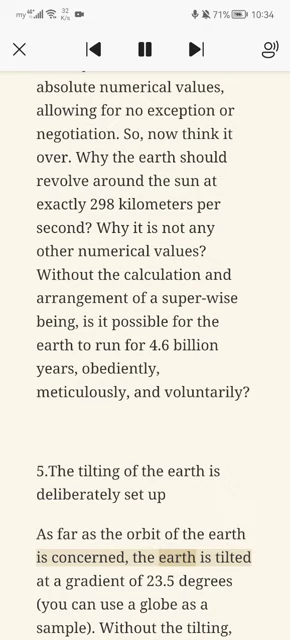 my 4G 32 K/s 71% 10:34
absolute numerical values,
allowing for no exception or
negotiation. So, now think it
over. Why the earth should
revolve around the sun at
exactly 298 kilometers per
second? Why it is not any
other numerical values?
Without the calculation and
arrangement of a super-wise
being, is it possible for the
earth to run for 4.6 billion
years, obediently,
meticulously, and voluntarily?
5.The tilting of the earth is
deliberately set up
As far as the orbit of the earth
is concerned, the earth is tilted
at a gradient of 23.5 degrees
(you can use a globe as a
sample). Without the tilting,